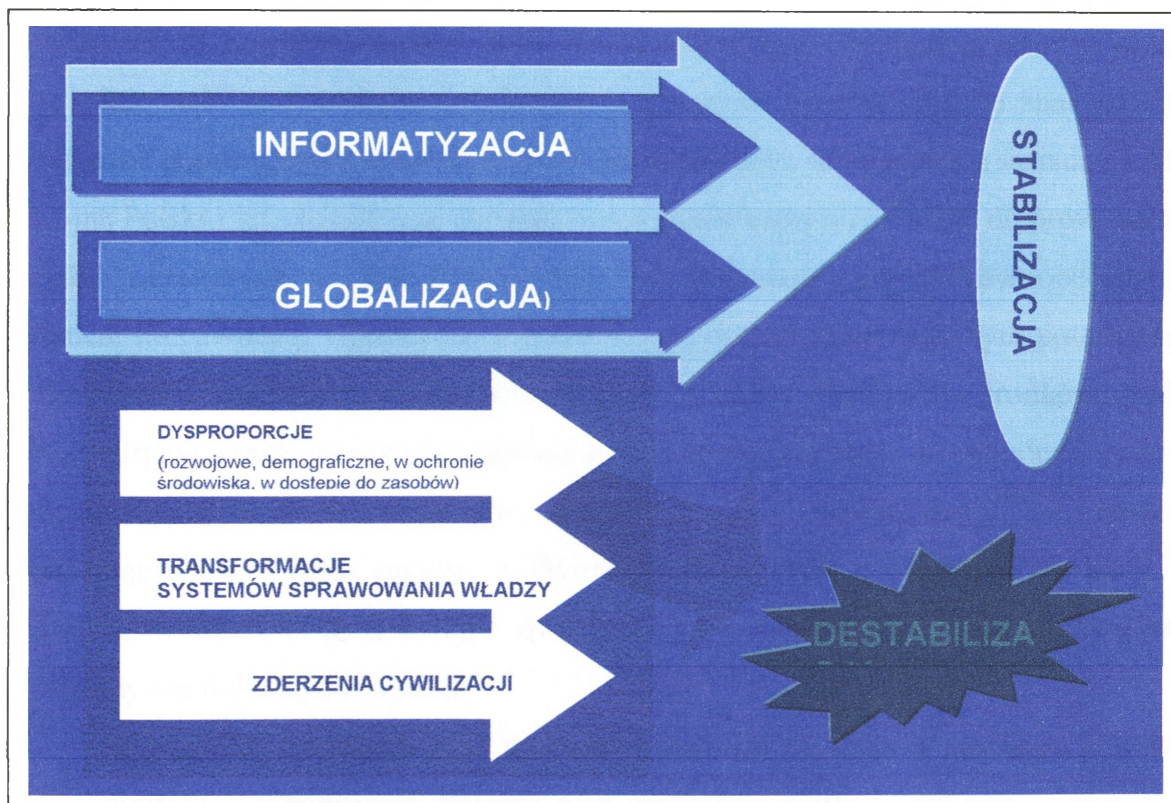 INFORMATYZACJA
GLOBALIZACJA)
STABILIZACJA
DYSPROPORCJE
(rozwojowe, demograficzne, w ochronie
środowiska, w dostępie do zasobów)
TRANSFORMACJE
SYSTEMÓW SPRAWOWANIA WŁADZY
ZDERZENIA CYWILIZACJI
DESTABILIZA